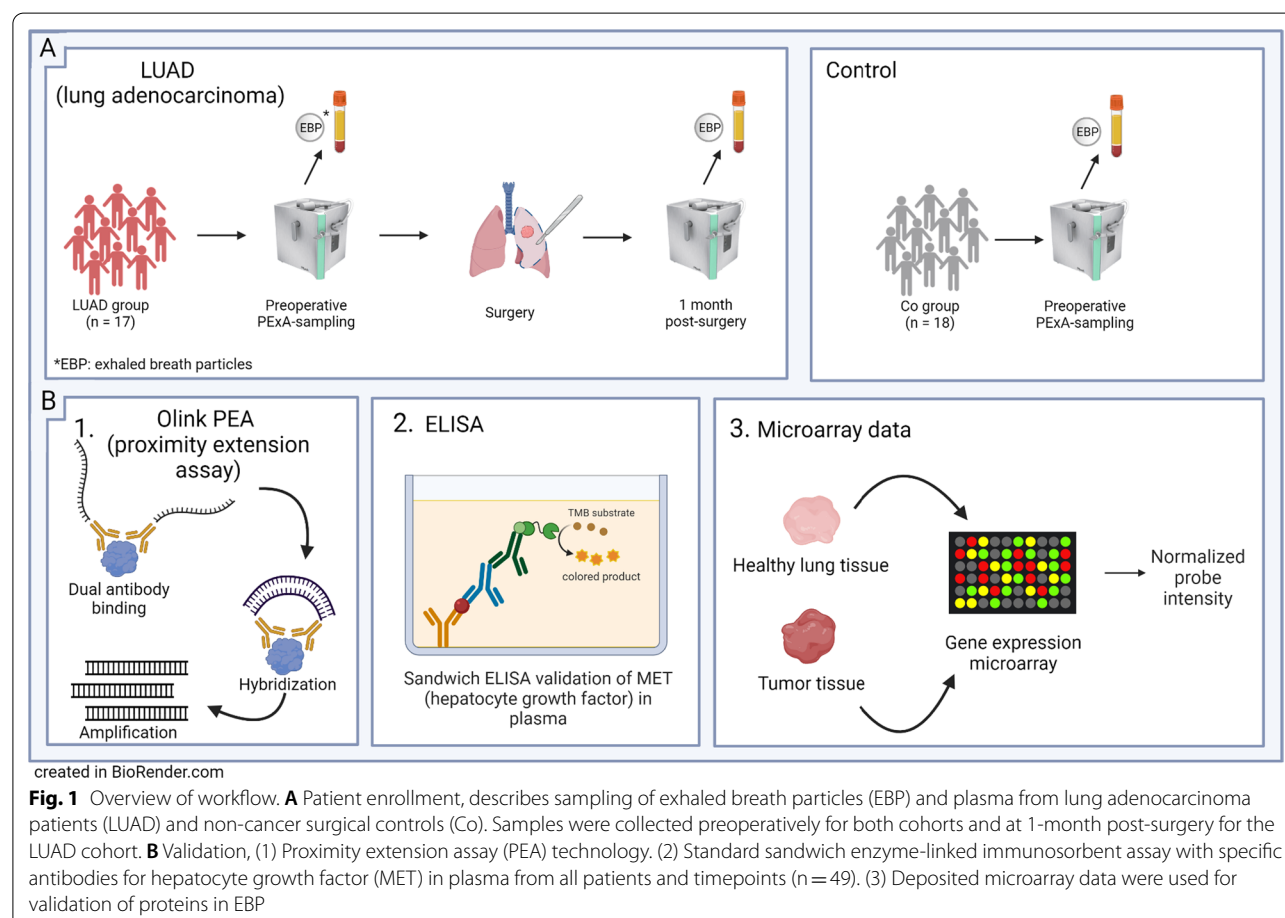 A
LUAD
(lung adenocarcinoma)
EBP
*
LUAD group
(n = 17)
Preoperative
PExA-sampling
Surgery
EBP
1 month
post-surgery
*EBP: exhaled breath particles
Control
EBP
Co group
(n = 18)
Preoperative
PExA-sampling
B
1.
Olink PEA
(proximity extension
assay)
Dual antibody
binding
Hybridization
Amplification
2. ELISA
TMB substrate
colored product
Sandwich ELISA validation of MET
(hepatocyte growth factor) in
plasma
3. Microarray data
Healthy lung tissue
Tumor tissue
Gene expression
microarray
Normalized
probe
intensity
created in BioRender.com
Fig. 1 Overview of workflow. A Patient enrollment, describes sampling of exhaled breath particles (EBP) and plasma from lung adenocarcinoma
patients (LUAD) and non-cancer surgical controls (Co). Samples were collected preoperatively for both cohorts and at 1-month post-surgery for the
LUAD cohort. B Validation, (1) Proximity extension assay (PEA) technology. (2) Standard sandwich enzyme-linked immunosorbent assay with specific
antibodies for hepatocyte growth factor (MET) in plasma from all patients and timepoints (n = 49). (3) Deposited microarray data were used for
validation of proteins in EBP